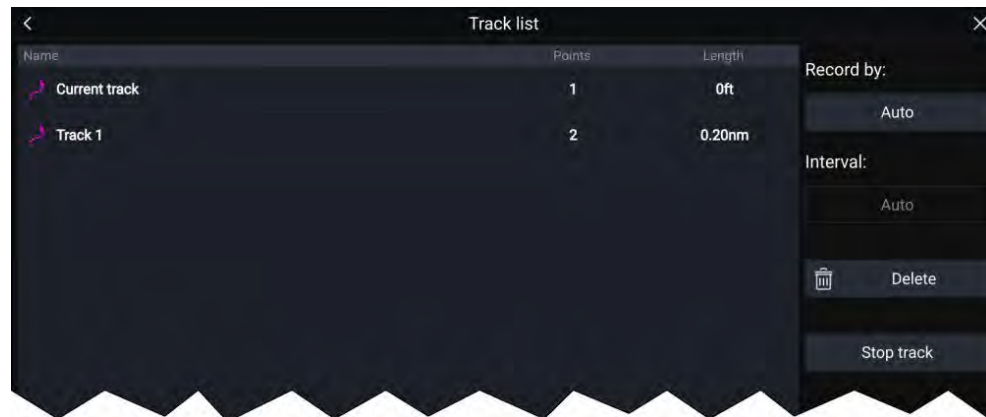 Track list
Name Points Length
Current track 1 0ft
Track 1 2 0.20nm
Record by:
Auto
Interval:
Auto
Delete
Stop track